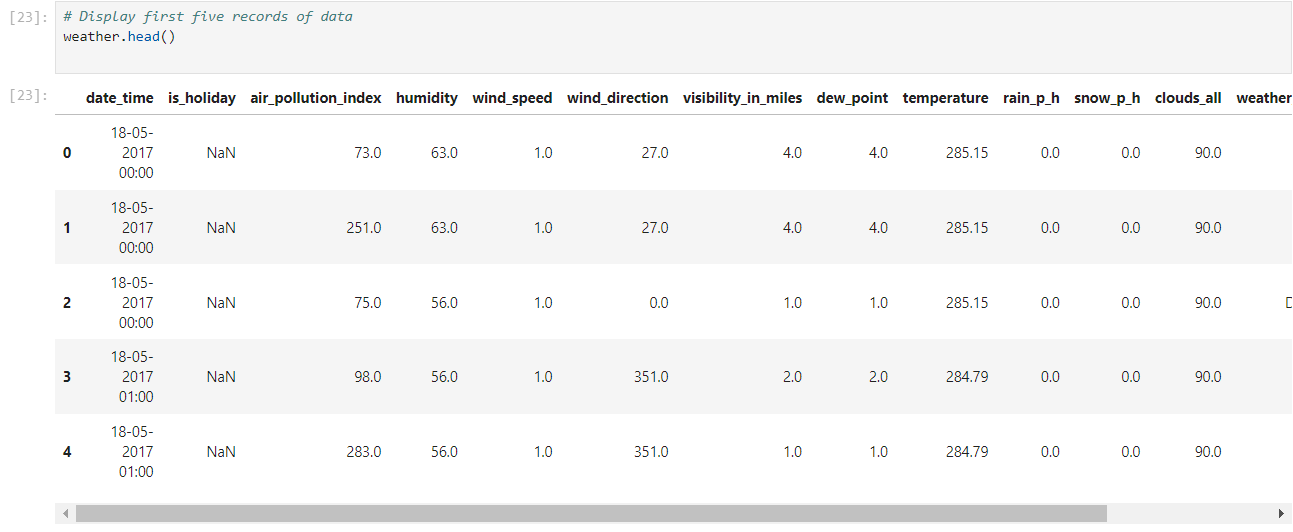 [23]: # Display first five records of data
weather.head()
[23]: date_time is_holiday air_pollution_index humidity wind_speed wind_direction visibility_in_miles dew_point temperature rain_p_h snow_p_h clouds_all weather
18-05-
0 2017 NaN 73.0 63.0 1.0 27.0 4.0 4.0 285.15 0.0 0.0 90.0
00:00
18-05-
1 2017 NaN 251.0 63.0 1.0 27.0 4.0 4.0 285.15 0.0 0.0 90.0
00:00
18-05-
2 2017 NaN 75.0 56.0 1.0 0.0 1.0 1.0 285.15 0.0 0.0 90.0
00:00
18-05-
3 2017 NaN 98.0 56.0 1.0 351.0 2.0 2.0 284.79 0.0 0.0 90.0
01:00
18-05-
4 2017 NaN 283.0 56.0 1.0 351.0 1.0 1.0 284.79 0.0 0.0 90.0
01:00